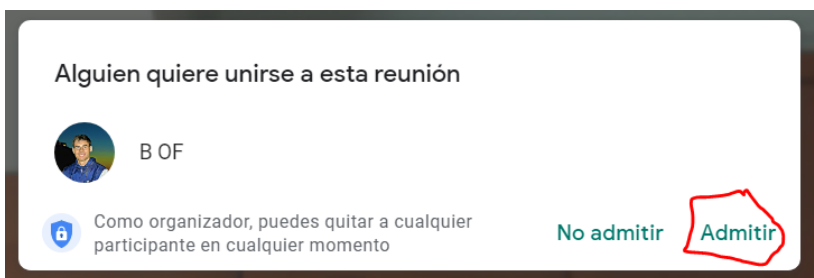 Alguien quiere unirse a esta reunión
B OF
Como organizador, puedes quitar a cualquier
participante en cualquier momento
No admitir
Admitir